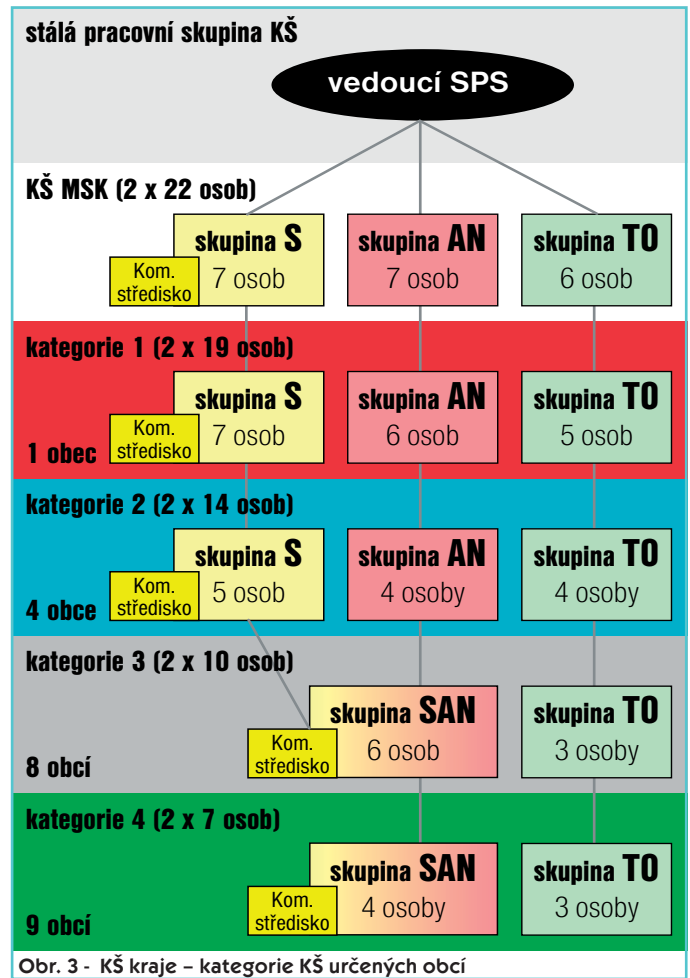 stálá pracovní skupina KŠ
vedoucí SPS
KŠ MSK (2 x 22 osob)
skupina S
7 osob
Kom.
středisko
skupina AN
7 osob
skupina TO
6 osob
kategorie 1 (2 x 19 osob)
skupina S
7 osob
Kom.
středisko
skupina AN
6 osob
skupina TO
5 osob
1 obec
kategorie 2 (2 x 14 osob)
skupina S
5 osob
Kom.
středisko
skupina AN
4 osoby
skupina TO
4 osoby
4 obce
kategorie 3 (2 x 10 osob)
skupina SAN
6 osob
Kom.
středisko
skupina TO
3 osoby
8 obcí
kategorie 4 (2 x 7 osob)
skupina SAN
4 osoby
Kom.
středisko
skupina TO
3 osoby
9 obcí
Obr. 3 - KŠ kraje – kategorie KŠ určených obcí